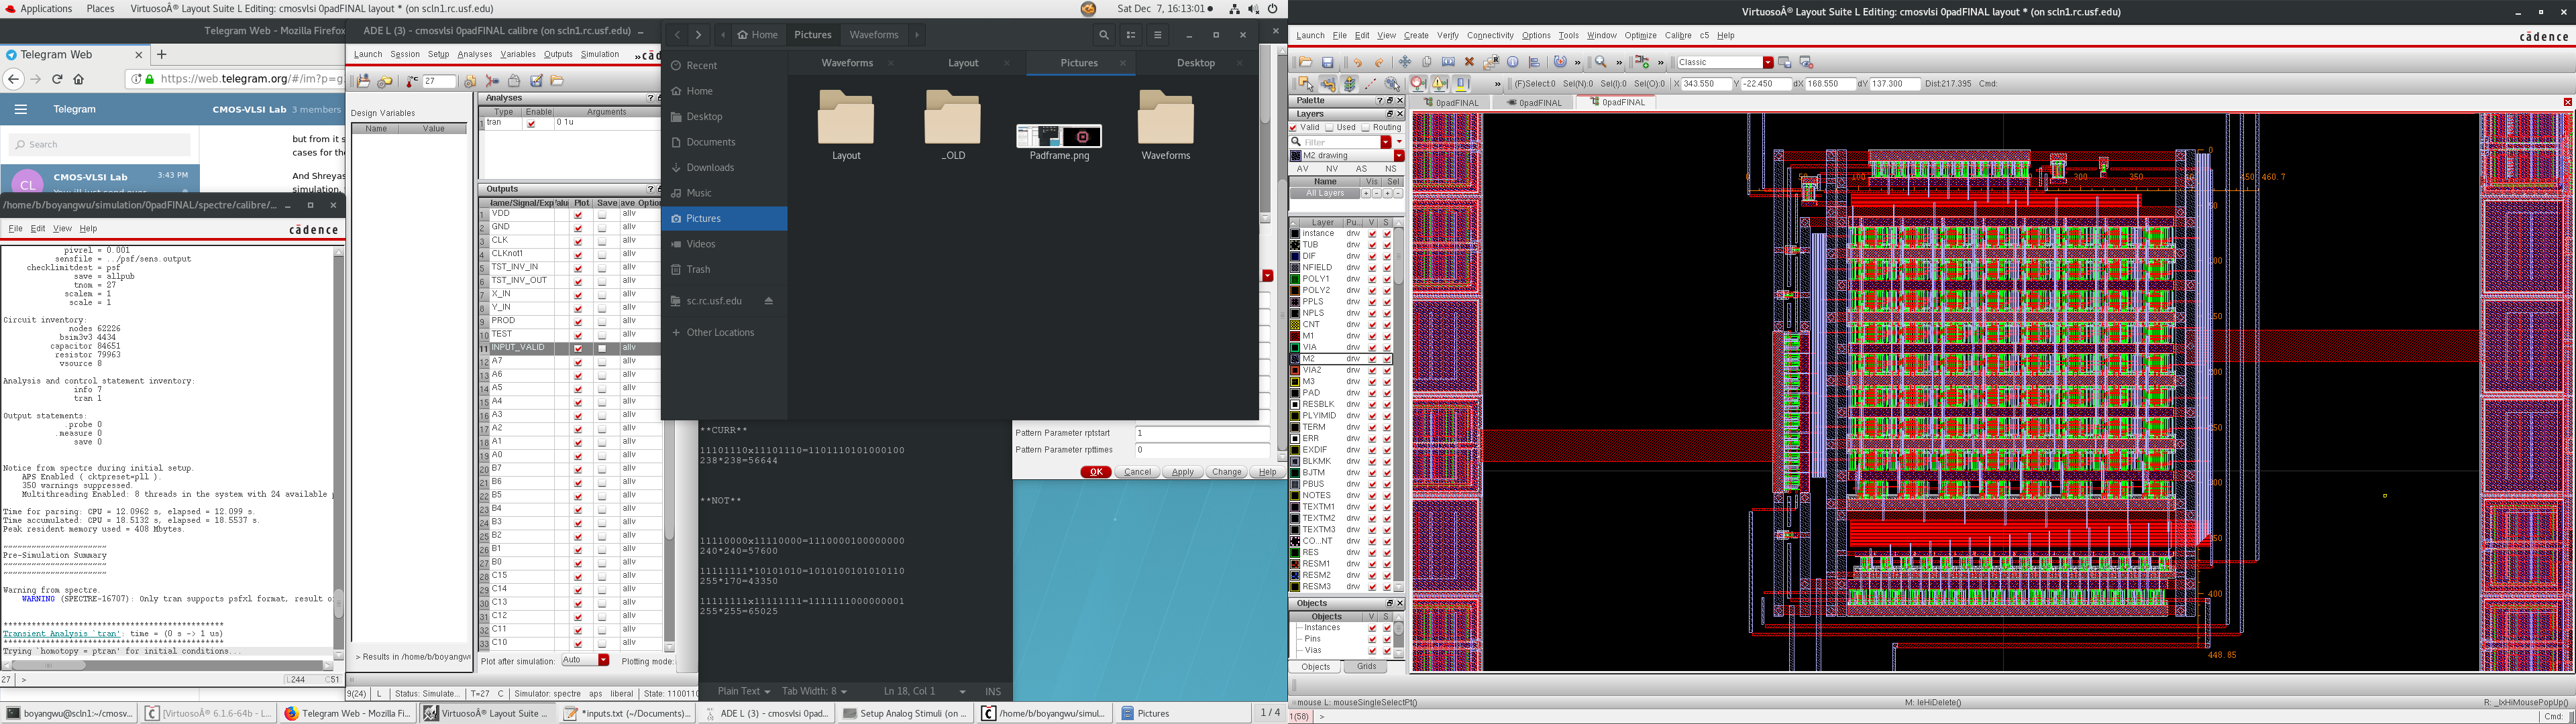 Applications Places VirtuosoÂ® Layout Suite L Editing: cmosvlsi 0padFINAL layout * (on scln1.rc.usf.edu)
Sat Dec 7, 16:13:01
Telegram Web - Mozilla Firefox
Telegram Web
https://web.telegram.org/#/im?p=g
Telegram
CMOS-VLSI Lab 3 members
Search
CL
CMOS-VLSI Lab 3:43 PM
but from it s
cases for the
And Shreyas
simulation,
/home/b/boyangwu/simulation/0padFINAL/spectre/calibre/...
File Edit View Help
cādence
pivrel = 0.001
sensfile = ../psf/sens.output
checklimitdest = psf
save = allpub
tnom = 27
scalem = 1
scale = 1
Circuit inventory:
nodes 62226
bsim3v3 4434
capacitor 84651
resistor 79963
vsource 8
Analysis and control statement inventory:
info 7
tran 1
Output statements:
.probe 0
.measure 0
save 0
Notice from spectre during initial setup.
APS Enabled ( cktpreset=pll ).
350 warnings suppressed.
Multithreading Enabled: 8 threads in the system with 24 available
Time for parsing: CPU = 12.0962 s, elapsed = 12.099 s.
Time accumulated: CPU = 18.5132 s, elapsed = 18.5537 s.
Peak resident memory used = 408 Mbytes.
~~~~~~~~~~~~~~~~~~~~~~
Pre-Simulation Summary
~~~~~~~~~~~~~~~~~~~~~~
Warning from spectre.
WARNING (SPECTRE-16707): Only tran supports psfxl format, result o
************************************************
Transient Analysis `tran': time = (0 s -> 1 us)
************************************************
Trying `homotopy = ptran' for initial conditions...
27 >
L244 C51
ADE L (3) - cmosvlsi 0padFINAL calibre (on scln1.rc.usf.edu)
Launch Session Setup Analyses Variables Outputs Simulation » cāde
27
Design Variables
Name Value
> Results in /home/b/boyangwu
Analyses
Type Enable Arguments
1 tran 0 1u
Outputs
Name/Signal/Expr Value Plot Save Save Option
1 VDD allv
2 GND allv
3 CLK allv
4 CLKnot1 allv
5 TST_INV_IN allv
6 TST_INV_OUT allv
7 X_IN allv
8 Y_IN allv
9 PROD allv
10 TEST allv
11 INPUT_VALID allv
12 A7 allv
13 A6 allv
14 A5 allv
15 A4 allv
16 A3 allv
17 A2 allv
18 A1 allv
19 A0 allv
20 B7 allv
21 B6 allv
22 B5 allv
23 B4 allv
24 B3 allv
25 B2 allv
26 B1 allv
27 B0 allv
28 C15 allv
29 C14 allv
30 C13 allv
31 C12 allv
32 C11 allv
33 C10 allv
Plot after simulation: Auto Plotting mode:
9(24) L Status: Simulate... T=27 C Simulator: spectre aps liberal State: 1100110
Home Pictures Waveforms
Recent
Home
Desktop
Documents
Downloads
Music
Pictures
Videos
Trash
sc.rc.usf.edu
+ Other Locations
Waveforms Layout Pictures Desktop
Layout _OLD Padframe.png Waveforms
**CURR**
11101110x11101110=1101110101000100
238*238=56644
**NOT**
11110000x11110000=1110000100000000
240*240=57600
11111111*10101010=1010100101010110
255*170=43350
11111111x11111111=1111111000000001
255*255=65025
Plain Text Tab Width: 8 Ln 18, Col 1 INS
Pattern Parameter rptstart 1
Pattern Parameter rpttimes 0
OK Cancel Apply Change Help
boyangwu@scln1:~/cmosv... [VirtuosoÂ® 6.1.6-64b - L... Telegram Web - Mozilla Fi... VirtuosoÂ® Layout Suite ... *inputs.txt (~/Documents)... ADE L (3) - cmosvlsi 0pad... Setup Analog Stimuli (on ... /home/b/boyangwu/simul... Pictures 1 / 4
VirtuosoÂ® Layout Suite L Editing: cmosvlsi 0padFINAL layout * (on scln1.rc.usf.edu)
Launch File Edit View Create Verify Connectivity Options Tools Window Optimize Calibre c5 Help
cādence
Classic
(F)Select:0 Sel(N):0 Sel(I):0 Sel(O):0 X 343.550 Y -22.450 dX 168.550 dY 137.300 Dist:217.395 Cmd:
Palette
0padFINAL 0padFINAL 0padFINAL
Layers
Valid Used Routing
Filter
M2 drawing
AV NV AS NS
Name Vis Sel
All Layers
Layer Pu... V S
instance drw
TUB drw
DIF drw
NFIELD drw
POLY1 drw
POLY2 drw
PPLS drw
NPLS drw
CNT drw
M1 drw
VIA drw
M2 drw
VIA2 drw
M3 drw
PAD drw
RESBLK drw
PLYIMID drw
TERM drw
ERR drw
EXDIF drw
BLKMK drw
BJTM drw
PBUS drw
NOTES drw
TEXTM1 drw
TEXTM2 drw
TEXTM3 drw
CO...NT drw
RES drw
RESM1 drw
RESM2 drw
RESM3 drw
Objects
Objects V S
Instances
Pins
Vias
Objects Grids
460.7
448.85
mouse L: mouseSingleSelectPt() M: leHiDelete() R: _lxHiMousePopUp()
1(58) > Cmd: